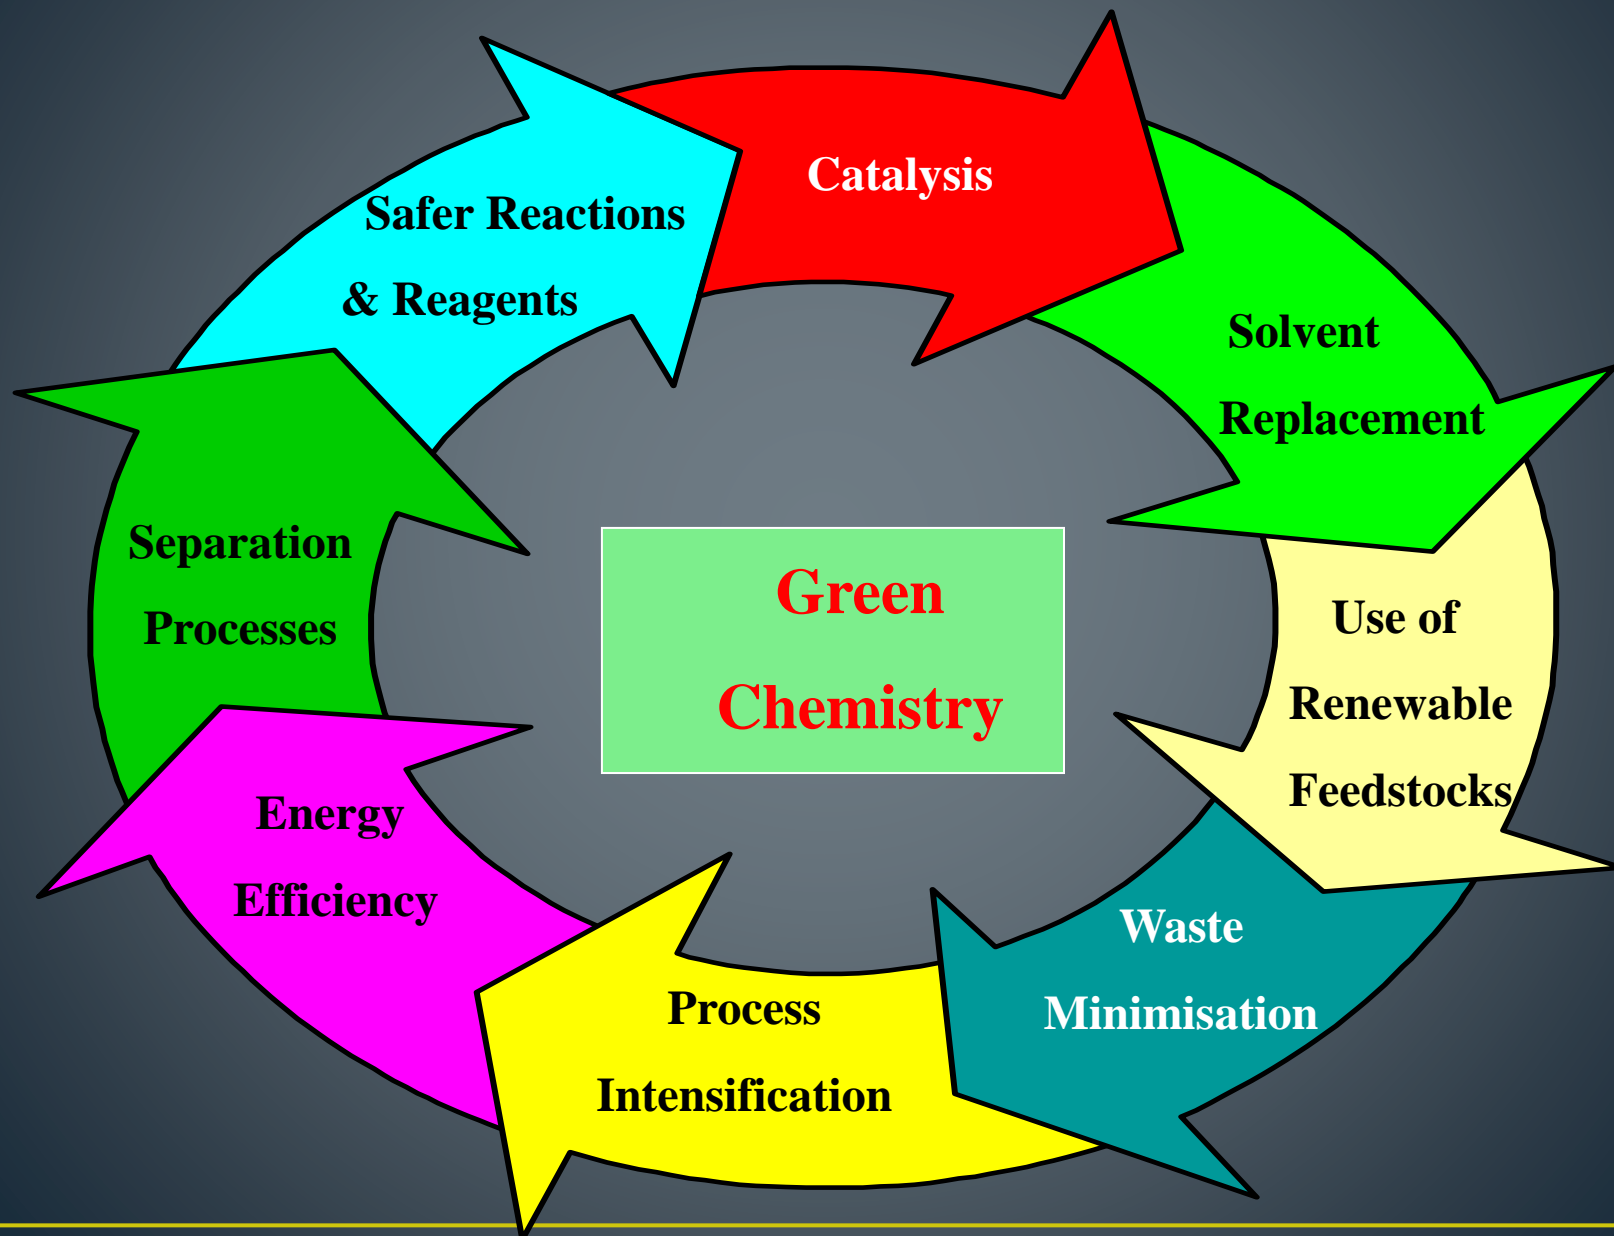 Catalysis
Solvent
Replacement
Use of
Renewable
Feedstocks
Waste
Minimisation
Process
Intensification
Energy
Efficiency
Separation
Processes
Safer Reactions
& Reagents
Green
Chemistry